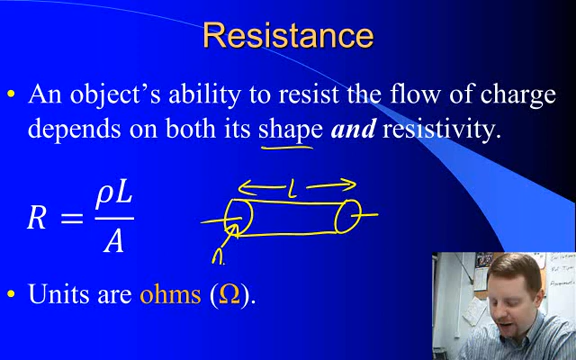 Resistance
• An object's ability to resist the flow of charge
depends on both its shape and resistivity.
L
R = ρL/A
• Units are ohms (Ω).